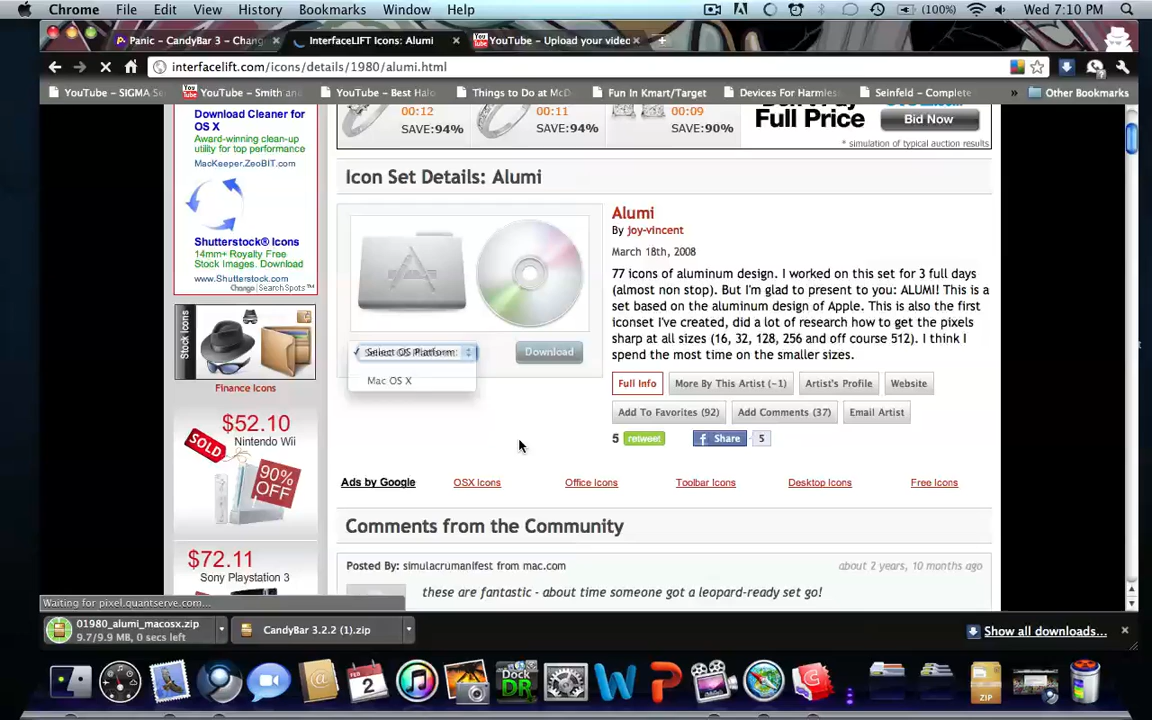 Chrome File Edit View History Bookmarks Window Help (100%) Wed 7:10 PM
Panic - CandyBar 3 - Chang InterfaceLIFT Icons: Alumi YouTube - Upload your video
interfacelift.com/icons/details/1980/alumi.html
YouTube - SIGMA Se YouTube - Smith an YouTube - Best Halo Things to Do at McD Fun In Kmart/Target Devices For Harmless Seinfeld - Complete » Other Bookmarks
Download Cleaner for
OS X
Award-winning clean-up
utility for top performance
MacKeeper.ZeoBIT.com
Shutterstock® Icons
14mm+ Royalty Free
Stock Images. Download
www.Shutterstock.com
Change | SearchSpots™
Stock Icons
Finance Icons
$52.10
Nintendo Wii
SOLD
90%
OFF
$72.11
Sony Playstation 3
00:12 00:11 00:09
SAVE:94% SAVE:94% SAVE:90%
Full Price Bid Now
* simulation of typical auction results
Icon Set Details: Alumi
Select OS Platform:
Mac OS X
Download
Alumi
By joy-vincent
March 18th, 2008
77 icons of aluminum design. I worked on this set for 3 full days
(almost non stop). But I'm glad to present to you: ALUMI! This is a
set based on the aluminum design of Apple. This is also the first
iconset I've created, did a lot of research how to get the pixels
sharp at all sizes (16, 32, 128, 256 and off course 512). I think I
spend the most time on the smaller sizes.
Full Info More By This Artist (~1) Artist's Profile Website
Add To Favorites (92) Add Comments (37) Email Artist
5 retweet Share 5
Ads by Google OSX Icons Office Icons Toolbar Icons Desktop Icons Free Icons
Comments from the Community
Posted By: simulacrumanifest from mac.com about 2 years, 10 months ago
these are fantastic - about time someone got a leopard-ready set go!
Waiting for pixel.quantserve.com...
01980_alumi_macosx.zip
9.7/9.9 MB, 0 secs left
CandyBar 3.2.2 (1).zip
Show all downloads...
2
DOCK
DR
ZIP